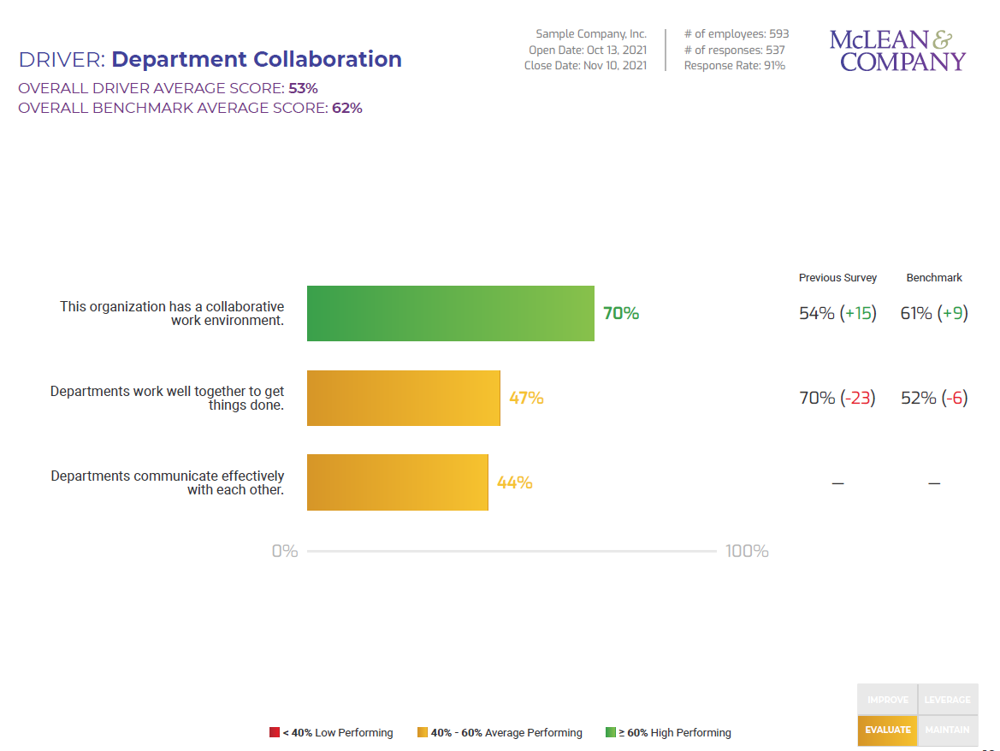 DRIVER: Department Collaboration
OVERALL DRIVER AVERAGE SCORE: 53%
OVERALL BENCHMARK AVERAGE SCORE: 62%
Sample Company, Inc.
Open Date: Oct 13, 2021
Close Date: Nov 10, 2021
# of employees: 593
# of responses: 537
Response Rate: 91%
McLEAN &
COMPANY
Previous Survey Benchmark
This organization has a collaborative
work environment.
70%
54% (+15) 61% (+9)
Departments work well together to get
things done.
47%
70% (-23) 52% (-6)
Departments communicate effectively
with each other.
44%
– –
0% 100%
< 40% Low Performing 40% - 60% Average Performing ≥ 60% High Performing
IMPROVE LEVERAGE
EVALUATE MAINTAIN